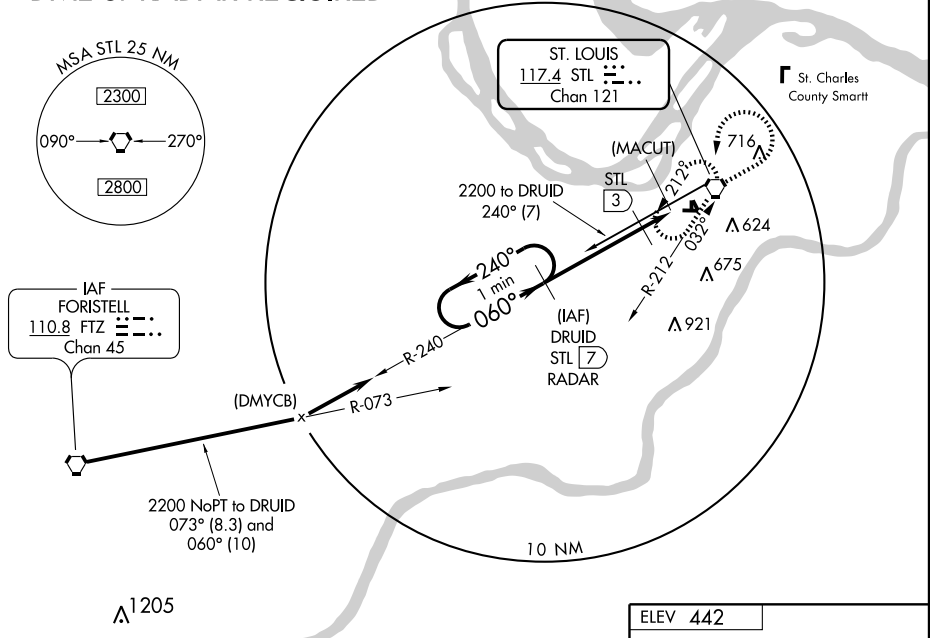 MSA STL 25 NM
2300
090°
270°
2800
ST. LOUIS
117.4 STL
Chan 121
St. Charles
County Smartt
(MACUT)
716
STL
3
212°
2200 to DRUID
240° (7)
624
032°
675
R-212
240°
1 min
060°
921
IAF
FORISTELL
110.8 FTZ
Chan 45
(IAF)
DRUID
STL 7
RADAR
R-240
(DMYCB)
x
R-073
2200 NoPT to DRUID
073° (8.3) and
060° (10)
10 NM
1205
ELEV 442